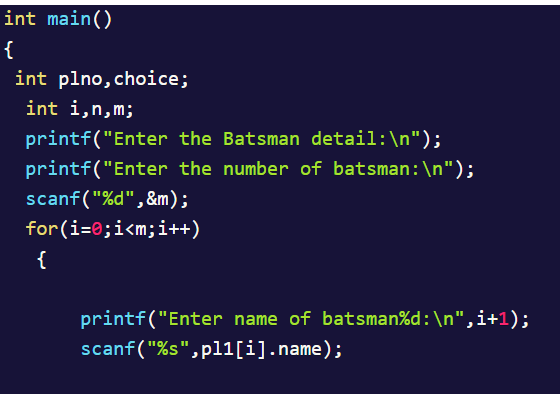 int main()
{
int plno,choice;
int i,n,m;
printf("Enter the Batsman detail:\n");
printf("Enter the number of batsman:\n");
scanf("%d",&m);
for(i=0;i<m;i++)
{
printf("Enter name of batsman%d:\n",i+1);
scanf("%s",pl1[i].name);